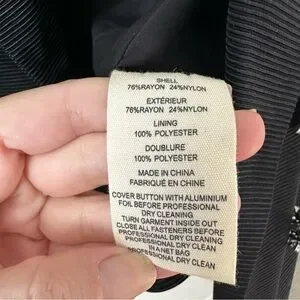 SHELL
76%RAYON 24%NYLON
EXTÉRIEUR
76%RAYON 24%NYLON
LINING
100% POLYESTER
DOUBLURE
100% POLYESTER
MADE IN CHINA
FABRIQUÉ EN CHINE
COVER BUTTON WITH ALUMINIUM
FOIL BEFORE PROFESSIONAL
DRY CLEANING
TURN GARMENT INSIDE OUT
CLOSE ALL FASTENERS BEFORE
PROFESSIONAL DRY CLEANING
PROFESSIONAL DRY CLEAN
IN A NET BAG
PROFESSIONAL DRY CLEAN